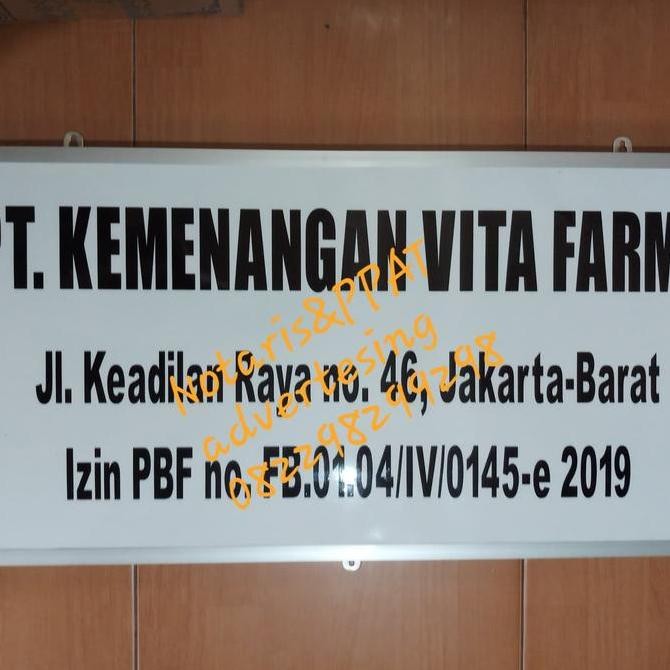 PT. KEMENANGAN VITA FARM
Jl. Keadilan Raya no. 46, Jakarta-Barat
Izin PBF no. FB.01.04/IV/0145-e 2019
Notaris&PPAT
advertesing
082298299298